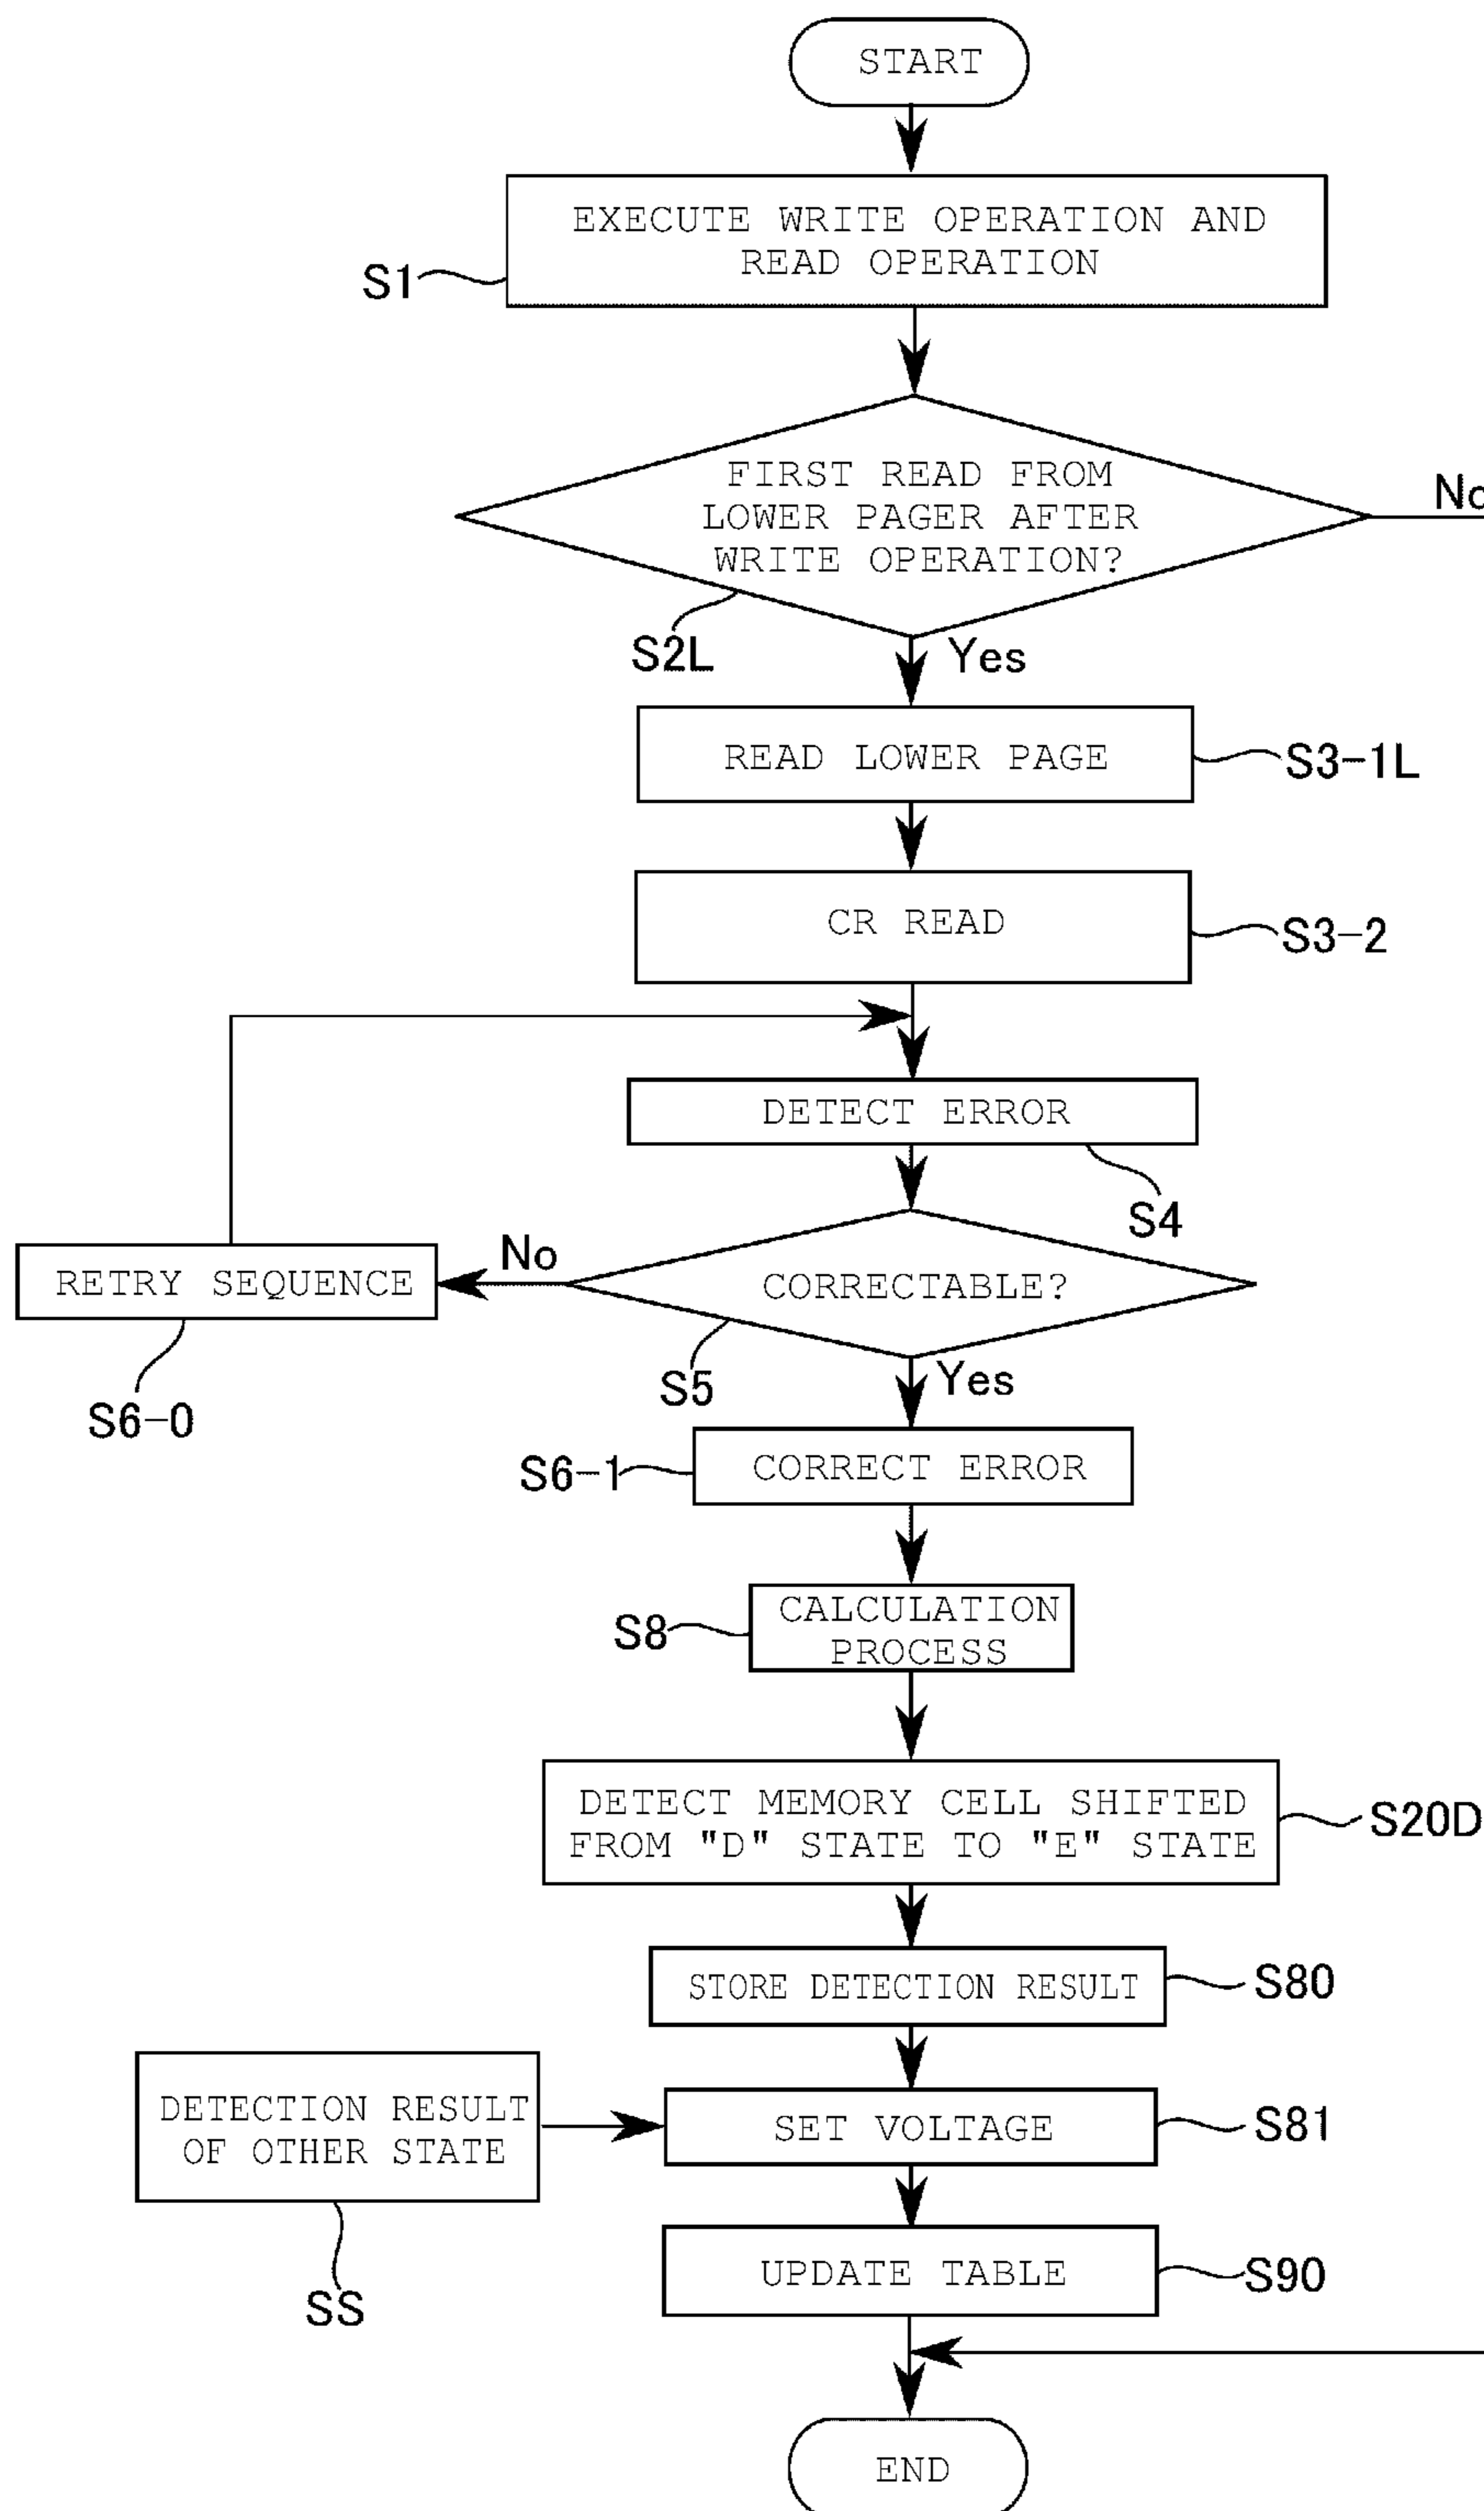 START
EXECUTE WRITE OPERATION AND
READ OPERATION
S1
FIRST READ FROM
LOWER PAGER AFTER
WRITE OPERATION?
No
S2L
Yes
READ LOWER PAGE
S3-1L
CR READ
S3-2
DETECT ERROR
S4
CORRECTABLE?
No
RETRY SEQUENCE
S5
Yes
S6-0
CORRECT ERROR
S6-1
CALCULATION
PROCESS
S8
DETECT MEMORY CELL SHIFTED
FROM "D" STATE TO "E" STATE
S20D
STORE DETECTION RESULT
S80
DETECTION RESULT
OF OTHER STATE
SET VOLTAGE
S81
UPDATE TABLE
S90
SS
END